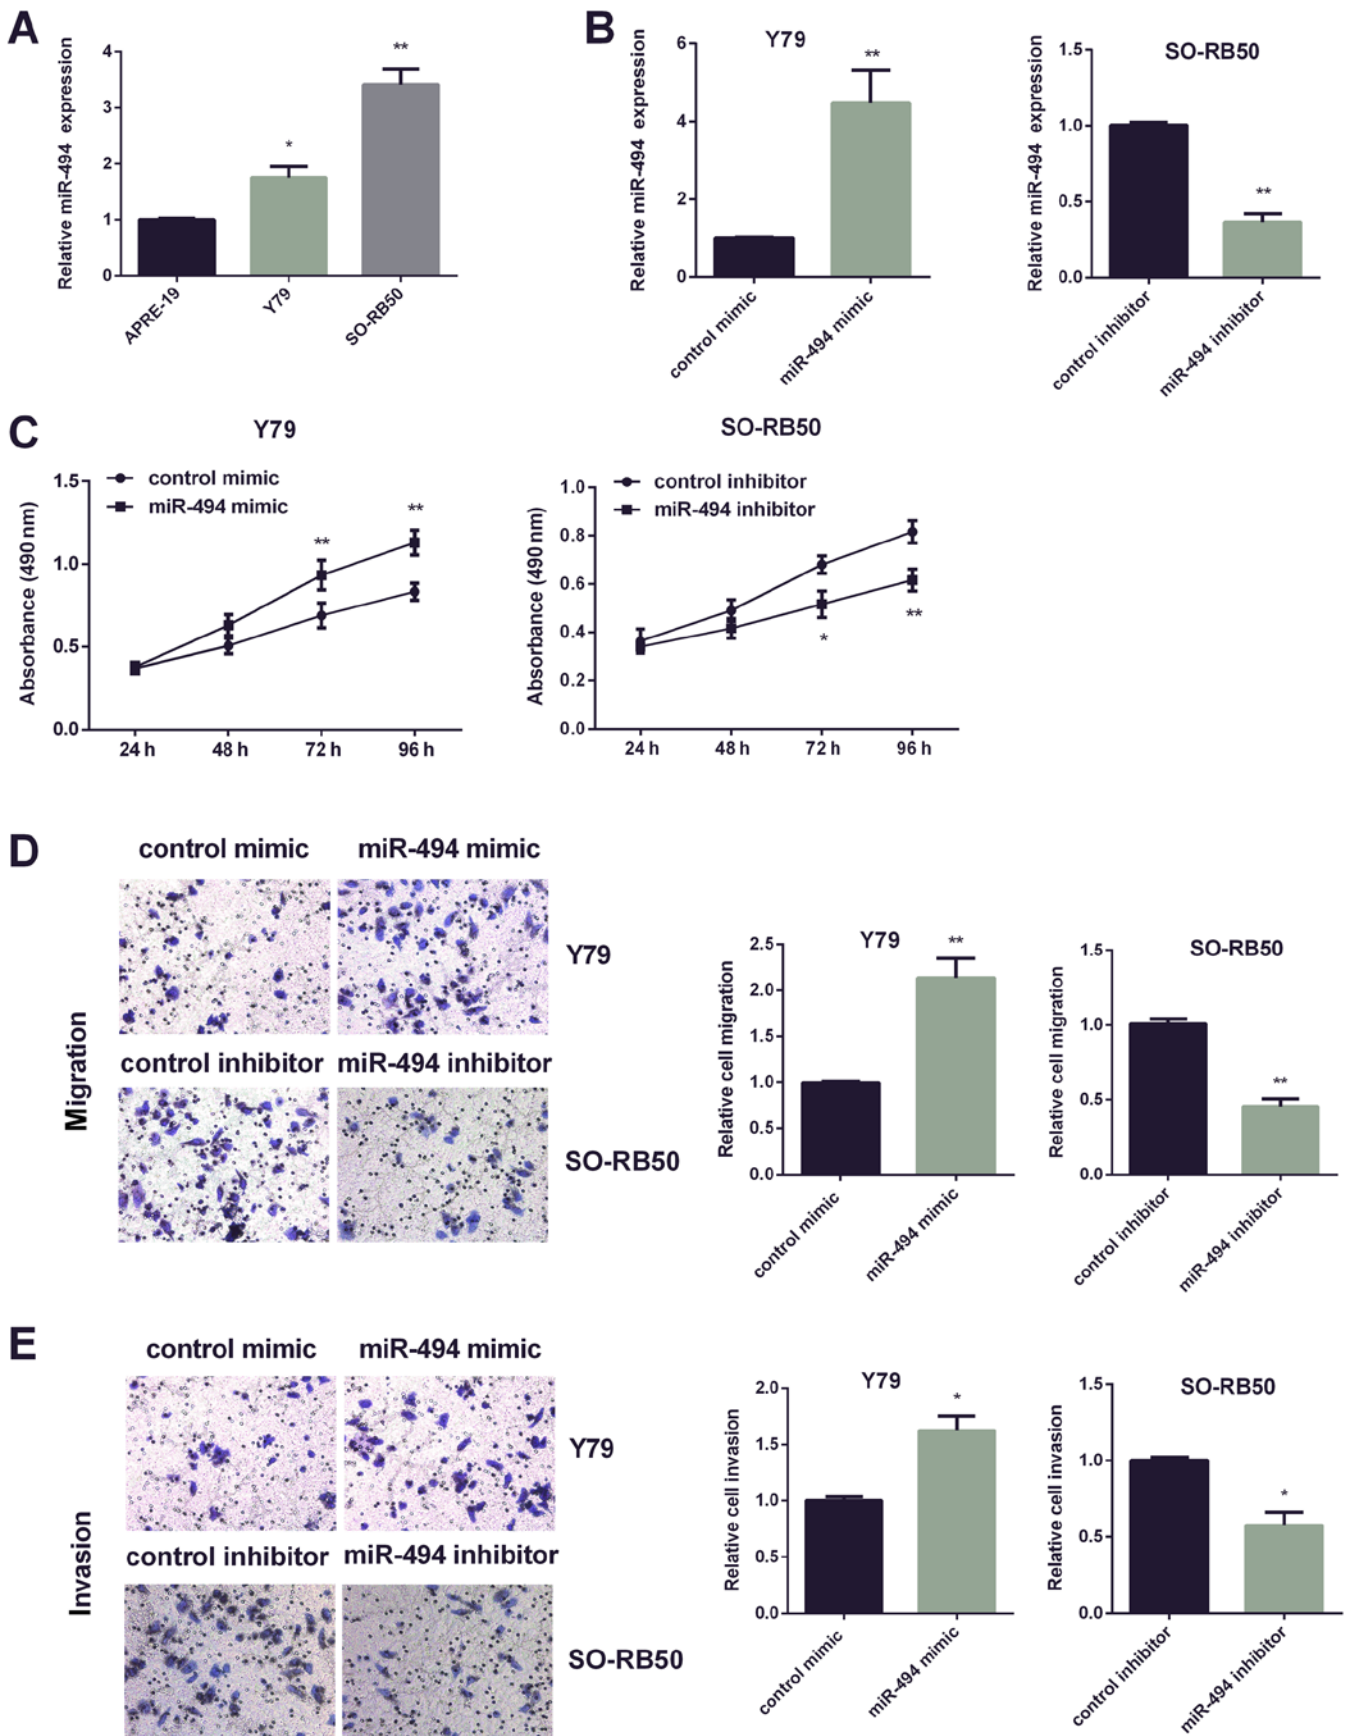 A
Relative miR-494 expression
4
3
2
1
0
*
**
APRE-19
Y79
SO-RB50
B
Y79
Relative miR-494 expression
6
4
2
0
**
control mimic
miR-494 mimic
SO-RB50
Relative miR-494 expression
1.5
1.0
0.5
0.0
**
control inhibitor
miR-494 inhibitor
C
Y79
control mimic
miR-494 mimic
Absorbance (490 nm)
1.5
1.0
0.5
0.0
**
**
24 h
48 h
72 h
96 h
SO-RB50
control inhibitor
miR-494 inhibitor
Absorbance (490 nm)
1.0
0.8
0.6
0.4
0.2
0.0
*
**
24 h
48 h
72 h
96 h
D
Migration
control mimic
miR-494 mimic
Y79
control inhibitor
miR-494 inhibitor
SO-RB50
Y79
Relative cell migration
2.5
2.0
1.5
1.0
0.5
0.0
**
control mimic
miR-494 mimic
SO-RB50
Relative cell migration
1.5
1.0
0.5
0.0
**
control inhibitor
miR-494 inhibitor
E
Invasion
control mimic
miR-494 mimic
Y79
control inhibitor
miR-494 inhibitor
SO-RB50
Y79
Relative cell invasion
2.0
1.5
1.0
0.5
0.0
*
control mimic
miR-494 mimic
SO-RB50
Relative cell invasion
1.5
1.0
0.5
0.0
*
control inhibitor
miR-494 inhibitor